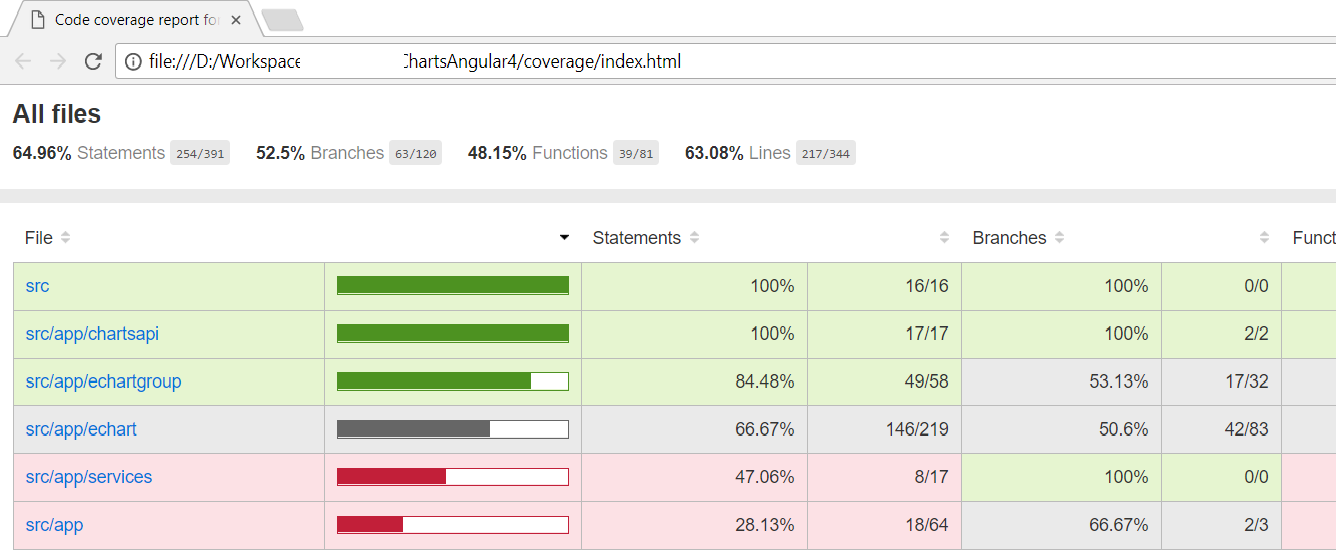 Code coverage report fo
file:///D:/Workspace ChartsAngular4/coverage/index.html
All files
64.96% Statements 254/391 52.5% Branches 63/120 48.15% Functions 39/81 63.08% Lines 217/344
File Statements Branches Funct
src 100% 16/16 100% 0/0
src/app/chartsapi 100% 17/17 100% 2/2
src/app/echartgroup 84.48% 49/58 53.13% 17/32
src/app/echart 66.67% 146/219 50.6% 42/83
src/app/services 47.06% 8/17 100% 0/0
src/app 28.13% 18/64 66.67% 2/3